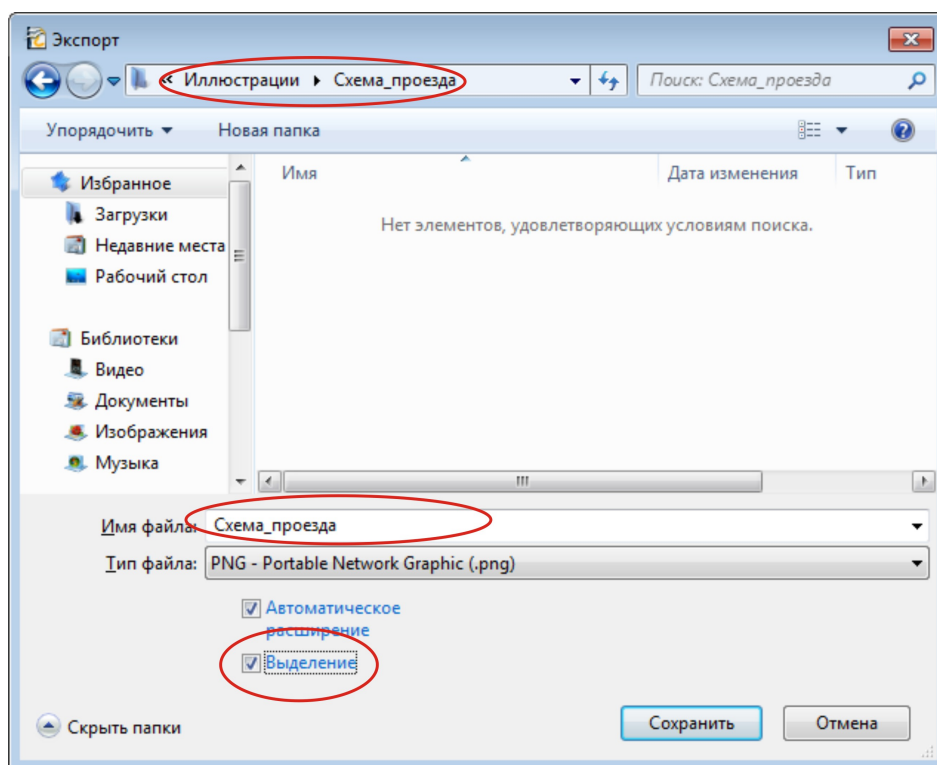 Экспорт
« Иллюстрации Схема_проезда
Поиск: Схема_проезда
Упорядочить Новая папка
Имя Дата изменения Тип
Нет элементов, удовлетворяющих условиям поиска.
Избранное
Загрузки
Недавние места
Рабочий стол
Библиотеки
Видео
Документы
Изображения
Музыка
Имя файла: Схема_проезда
Тип файла: PNG - Portable Network Graphic (.png)
Автоматическое
расширение
Выделение
Скрыть папки
Сохранить Отмена